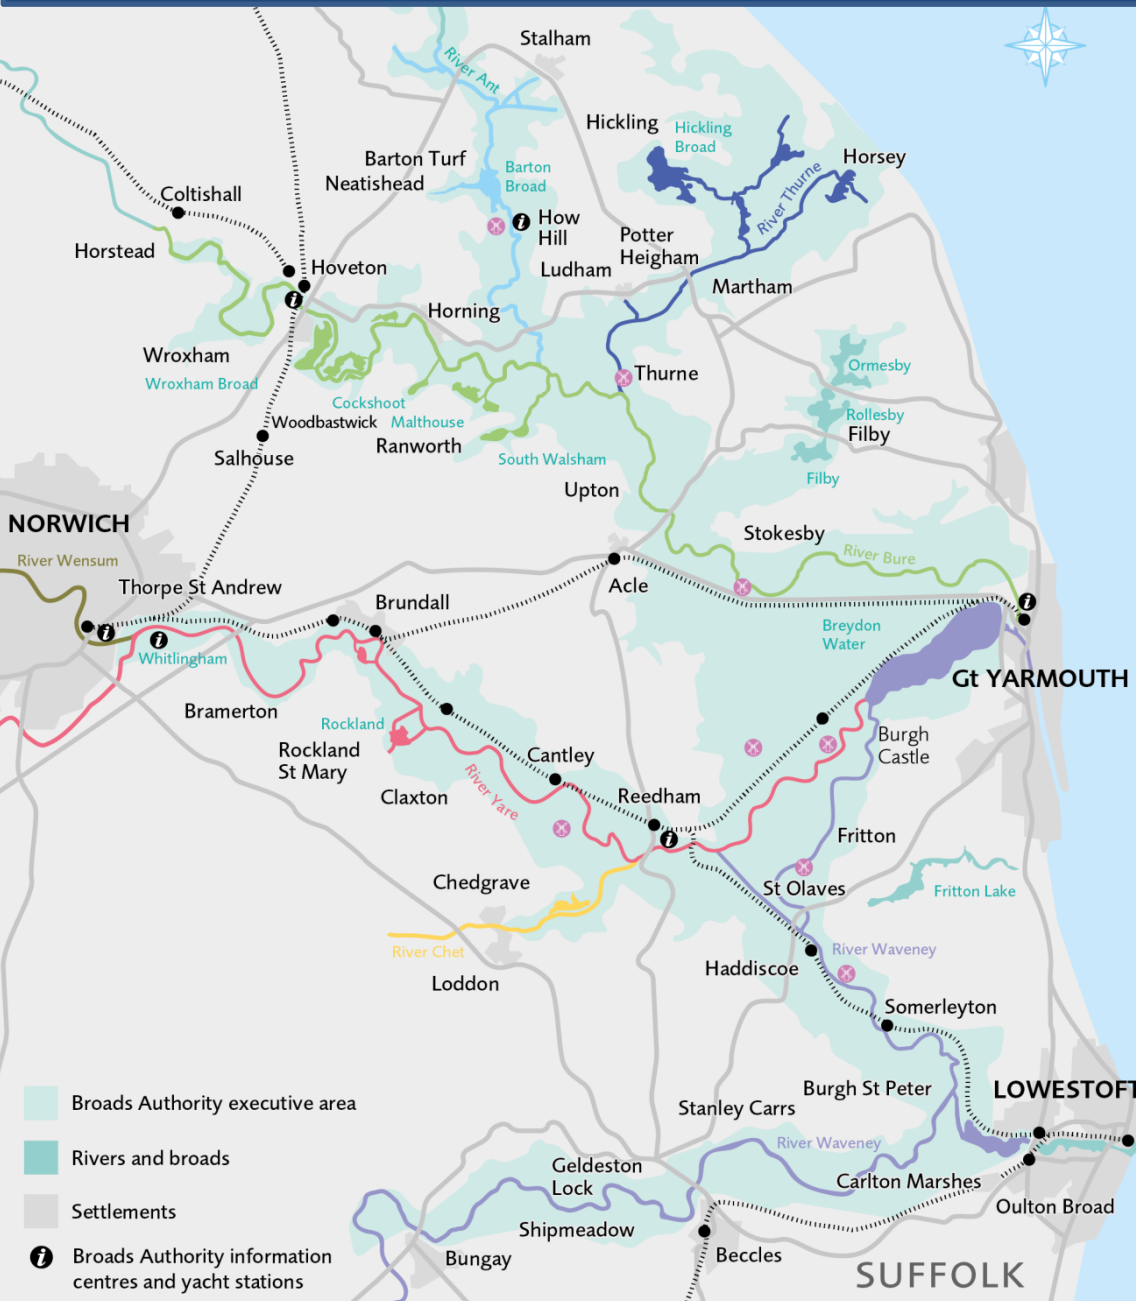 Stalham
River Ant
Hickling
Hickling
Broad
Horsey
Barton Turf
Neatishead
Barton
Broad
River Thurne
Coltishall
How
Hill
Potter
Heigham
Horstead
Hoveton
Ludham
Martham
Horning
Wroxham
Wroxham Broad
Thurne
Ormesby
Cockshoot
Woodbastwick
Malthouse
Rollesby
Filby
Ranworth
Salhouse
South Walsham
Filby
Upton
NORWICH
Stokesby
River Wensum
River Bure
Thorpe St Andrew
Acle
Brundall
Breydon
Water
Whitlingham
Gt YARMOUTH
Bramerton
Rockland
Rockland
St Mary
Burgh
Castle
Cantley
Claxton
River Yare
Reedham
Fritton
Chedgrave
St Olaves
Fritton Lake
River Chet
River Waveney
Loddon
Haddiscoe
Somerleyton
Burgh St Peter
LOWESTOFT
Broads Authority executive area
Stanley Carrs
River Waveney
Rivers and broads
Geldeston
Lock
Carlton Marshes
Settlements
Oulton Broad
Shipmeadow
Broads Authority information
centres and yacht stations
Bungay
Beccles
SUFFOLK